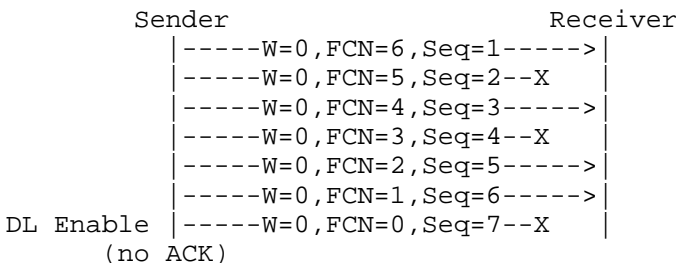 Sender Receiver
|-----W=0,FCN=6,Seq=1----->|
|-----W=0,FCN=5,Seq=2--X |
|-----W=0,FCN=4,Seq=3----->|
|-----W=0,FCN=3,Seq=4--X |
|-----W=0,FCN=2,Seq=5----->|
|-----W=0,FCN=1,Seq=6----->|
DL Enable |-----W=0,FCN=0,Seq=7--X |
(no ACK)